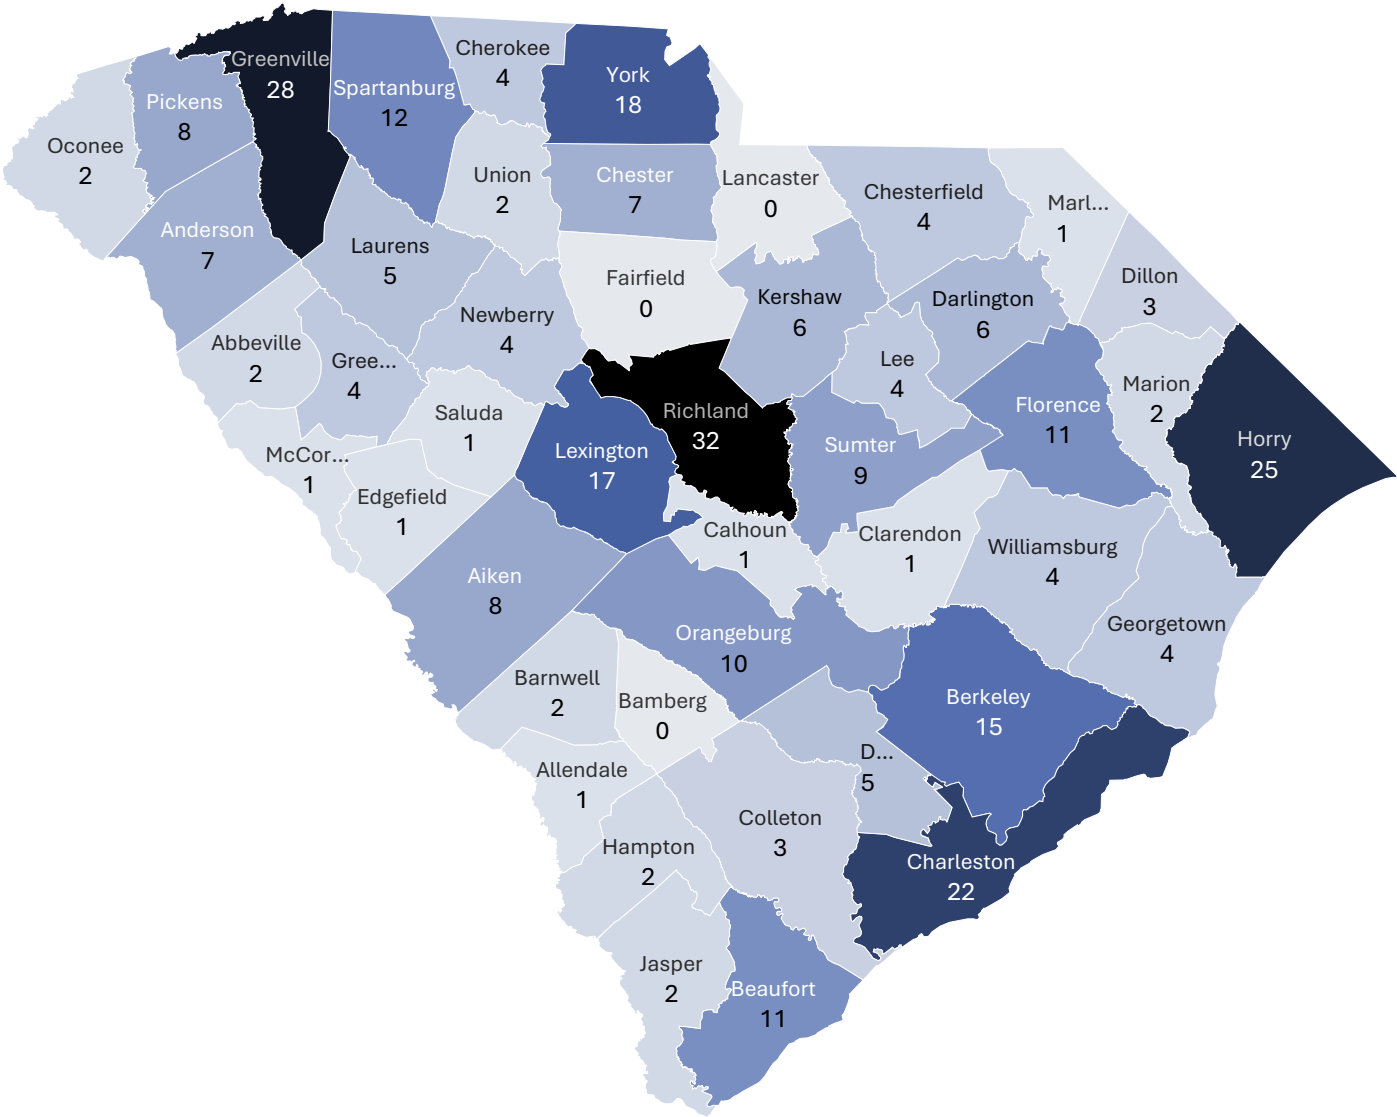 Greenville
28
Cherokee
4
York
18
Spartanburg
12
Pickens
8
Oconee
2
Union
2
Chester
7
Lancaster
0
Chesterfield
4
Marl...
1
Anderson
7
Laurens
5
Fairfield
0
Kershaw
6
Darlington
6
Dillon
3
Newberry
4
Abbeville
2
Gree...
4
Lee
4
Marion
2
Saluda
1
Richland
32
Florence
11
Horry
25
Lexington
17
Sumter
9
McCor...
1
Edgefield
1
Calhoun
1
Clarendon
1
Williamsburg
4
Aiken
8
Georgetown
4
Orangeburg
10
Barnwell
2
Bamberg
0
Berkeley
15
D...
5
Allendale
1
Colleton
3
Hampton
2
Charleston
22
Jasper
2
Beaufort
11